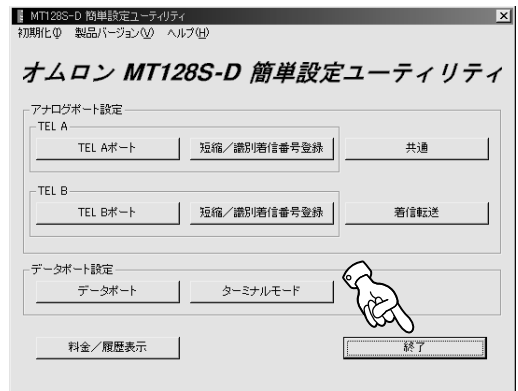 MT128S-D 簡単設定ユーティリティ
初期化(I) 製品バージョン(V) ヘルプ(H)
オムロン MT128S-D 簡単設定ユーティリティ
アナログポート設定
TEL A
TEL Aポート 短縮／識別着信番号登録 共通
TEL B
TEL Bポート 短縮／識別着信番号登録 着信転送
データポート設定
データポート ターミナルモード
料金／履歴表示 終了